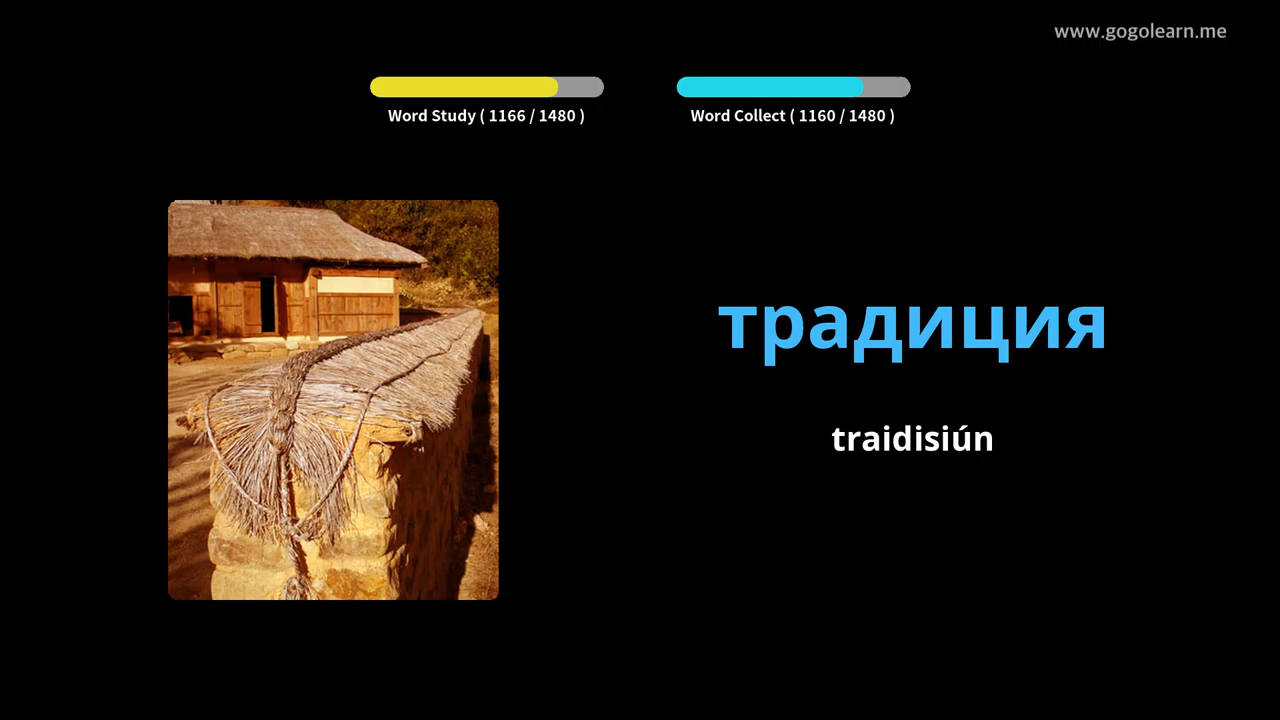 www.gogolearn.me
Word Study ( 1166 / 1480 )
Word Collect ( 1160 / 1480 )
традиция
traidisiún